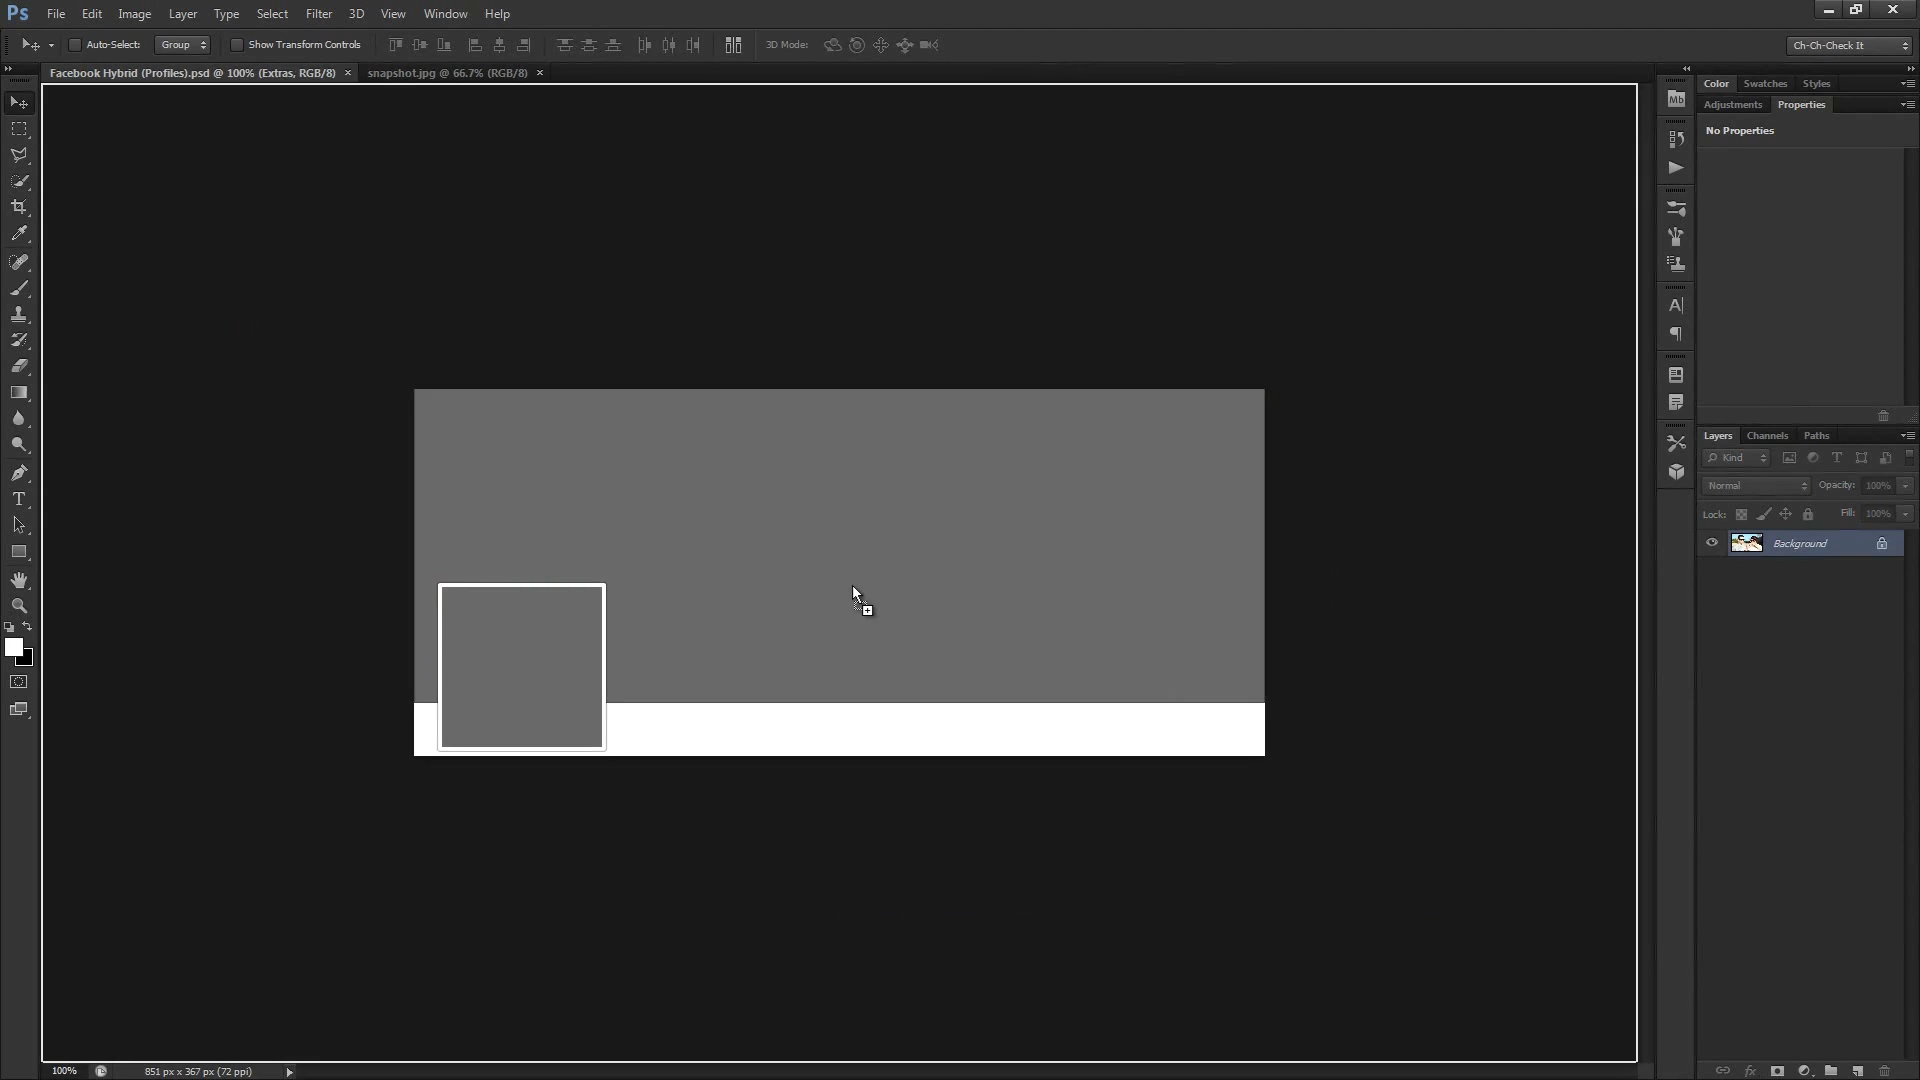 Ps File Edit Image Layer Type Select Filter 3D View Window Help
Auto-Select: Group Show Transform Controls 3D Mode: Ch-Ch-Check It
Facebook Hybrid (Profiles).psd @ 100% (Extras, RGB/8) × snapshot.jpg @ 66.7% (RGB/8) ×
Color Swatches Styles
Mb
Adjustments Properties
No Properties
Layers Channels Paths
Kind
Normal Opacity: 100%
Lock: Fill: 100%
Background
100% 851 px x 367 px (72 ppi)